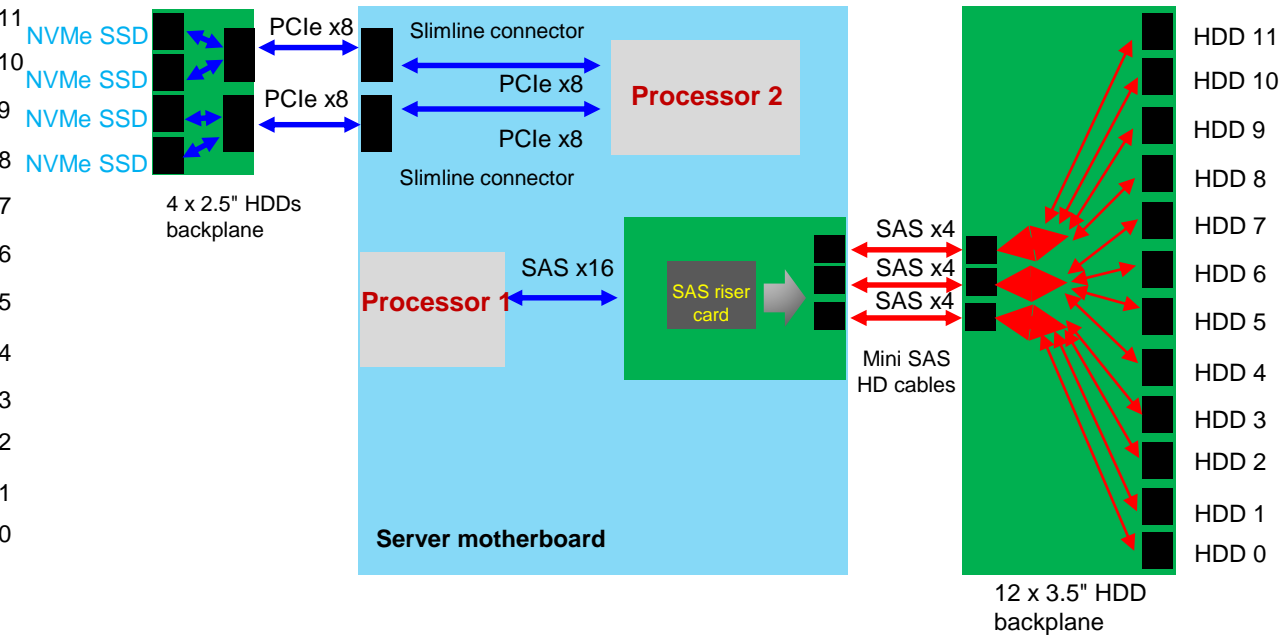 11
NVMe SSD
10
NVMe SSD
9
NVMe SSD
8
NVMe SSD
7
6
5
4
3
2
1
0
4 x 2.5" HDDs
backplane
PCIe x8
PCIe x8
Slimline connector
PCIe x8
PCIe x8
Slimline connector
Processor 2
Processor 1
SAS x16
SAS riser
card
SAS x4
SAS x4
SAS x4
Mini SAS
HD cables
Server motherboard
HDD 11
HDD 10
HDD 9
HDD 8
HDD 7
HDD 6
HDD 5
HDD 4
HDD 3
HDD 2
HDD 1
HDD 0
12 x 3.5" HDD
backplane